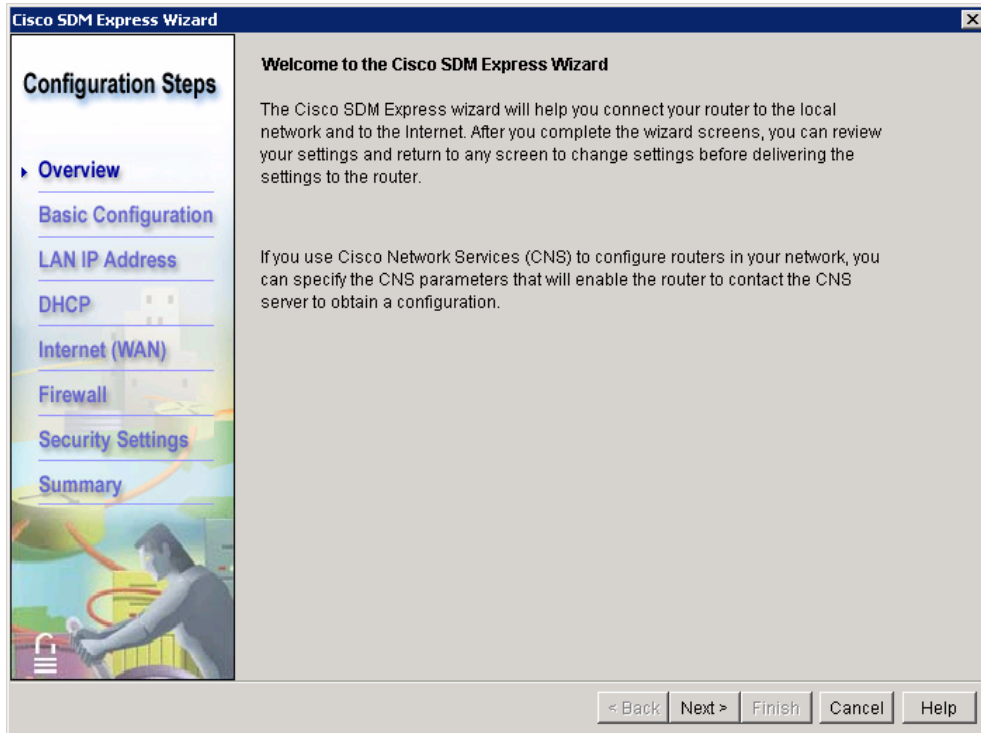 Cisco SDM Express Wizard
Configuration Steps
Overview
Basic Configuration
LAN IP Address
DHCP
Internet (WAN)
Firewall
Security Settings
Summary
Welcome to the Cisco SDM Express Wizard
The Cisco SDM Express wizard will help you connect your router to the local
network and to the Internet. After you complete the wizard screens, you can review
your settings and return to any screen to change settings before delivering the
settings to the router.
If you use Cisco Network Services (CNS) to configure routers in your network, you
can specify the CNS parameters that will enable the router to contact the CNS
server to obtain a configuration.
< Back
Next >
Finish
Cancel
Help